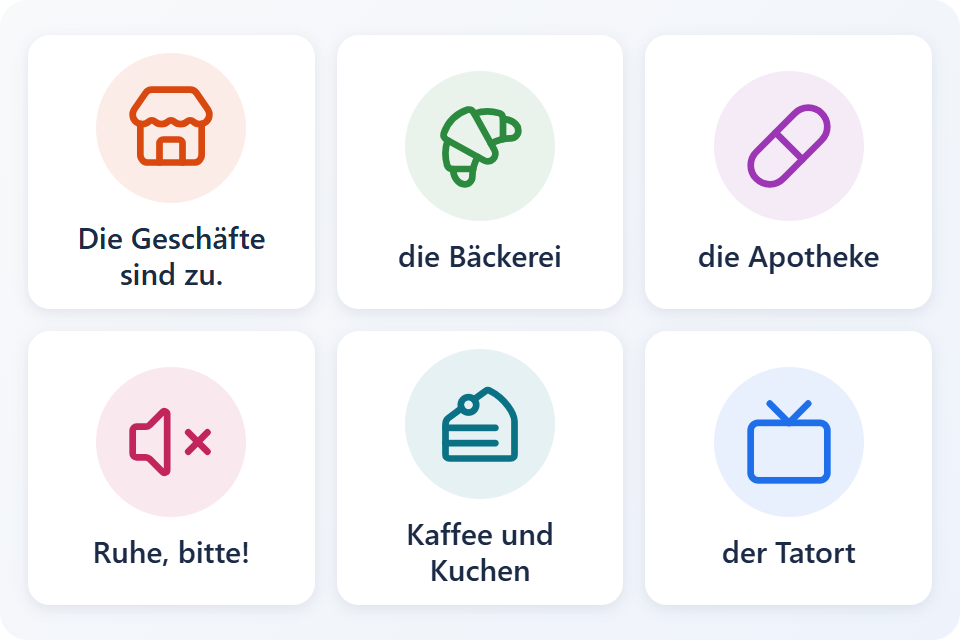 Die Geschäfte
sind zu.
die Bäckerei
die Apotheke
Ruhe, bitte!
Kaffee und
Kuchen
der Tatort